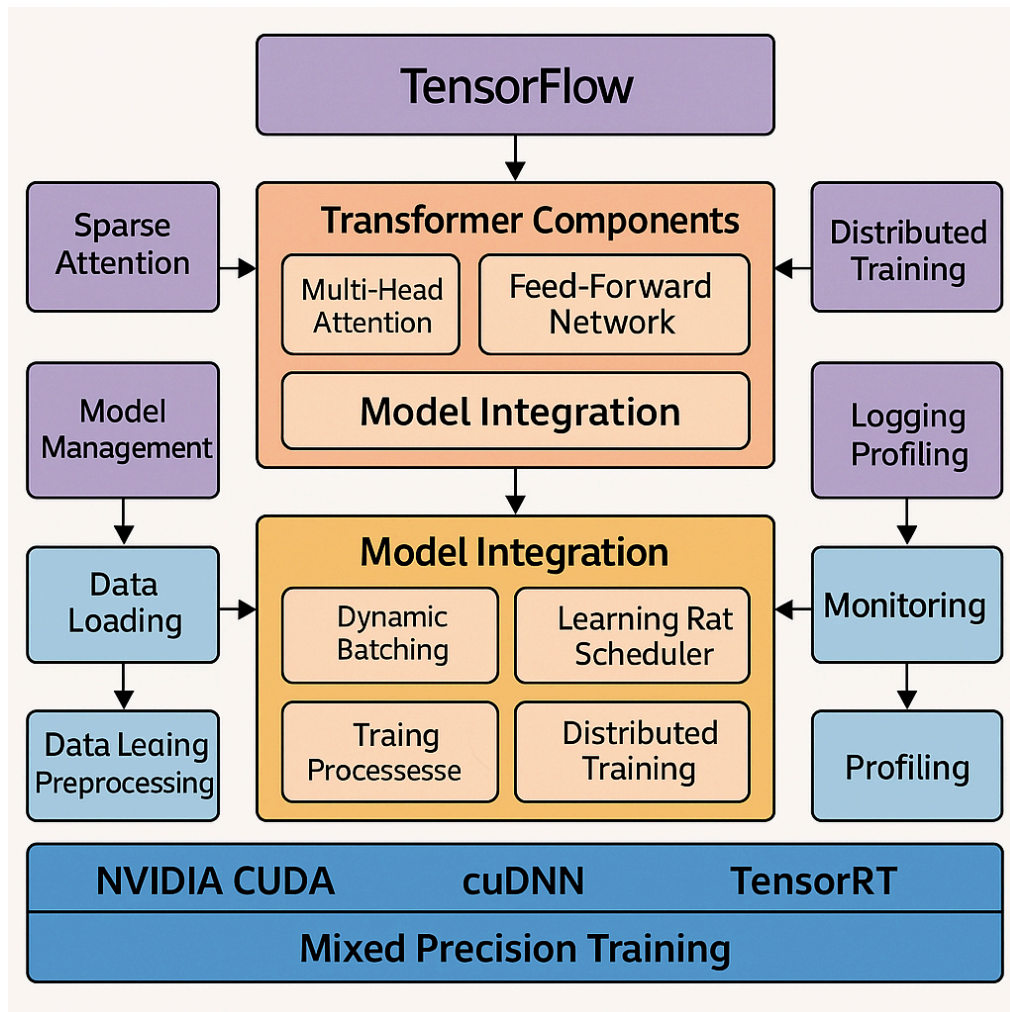 TensorFlow
Sparse
Attention
Transformer Components
Multi-Head
Attention
Feed-Forward
Network
Model Integration
Distributed
Training
Model
Management
Logging
Profiling
Data
Loading
Model Integration
Dynamic
Batching
Learning Rat
Scheduler
Traing
Processesse
Distributed
Training
Monitoring
Data Leqing
Preprocessing
Profiling
NVIDIA CUDA cuDNN TensorRT
Mixed Precision Training